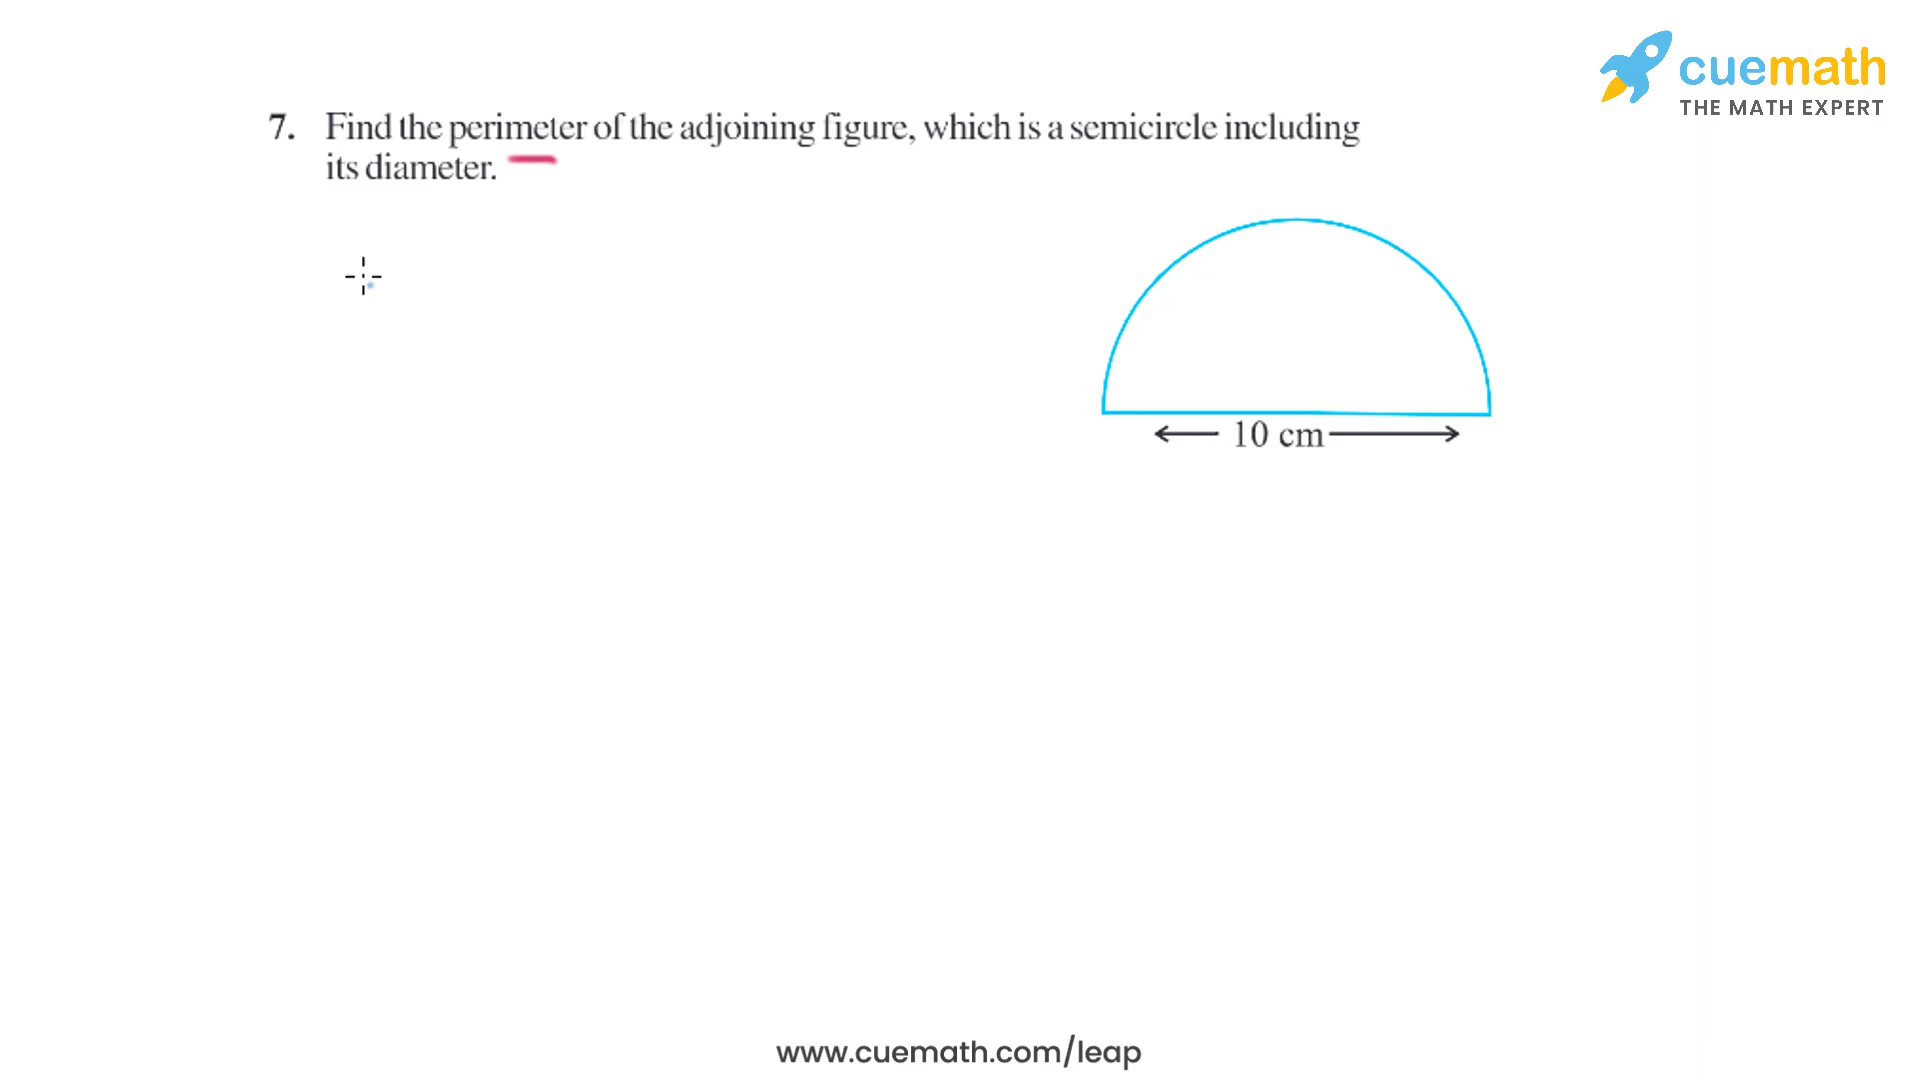 cuemath
THE MATH EXPERT
7. Find the perimeter of the adjoining figure, which is a semicircle including
its diameter.
10 cm
www.cuemath.com/leap